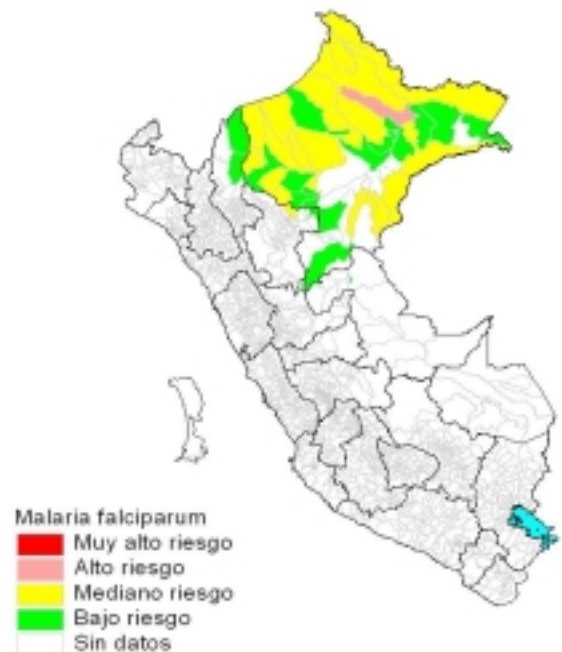 Malaria falciparum
Muy alto riesgo
Alto riesgo
Mediano riesgo
Bajo riesgo
Sin datos